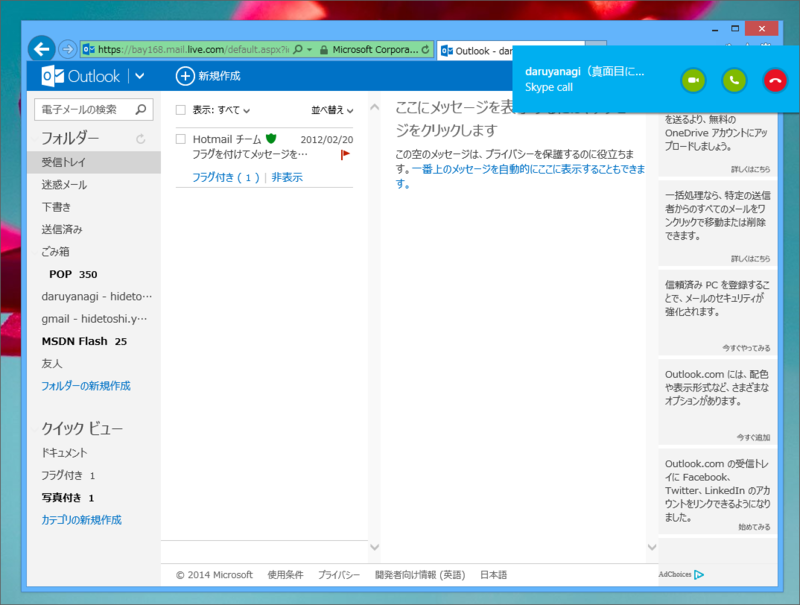 https://bay168.mail.live.com/default.aspx?i
Microsoft Corpora...
Outlook - dar
daruyanagi（真面目に...
Skype call
Outlook
新規作成
電子メールの検索
フォルダー
受信トレイ
迷惑メール
下書き
送信済み
ごみ箱
POP 350
daruyanagi - hideto…
gmail - hidetoshi.y…
MSDN Flash 25
友人
フォルダーの新規作成
クイック ビュー
ドキュメント
フラグ付き 1
写真付き 1
カテゴリの新規作成
表示: すべて
並べ替え
Hotmail チーム 2012/02/20
フラグを付けてメッセージを…
フラグ付き ( 1 ) | 非表示
ここにメッセージを表
ジをクリックします
この空のメッセージは、プライバシーを保護するのに役立ちま
す。一番上のメッセージを自動的にここに表示することもできま
す。
を送るより、無料の
OneDrive アカウントにアッ
プロードしましょう。
詳しくはこちら
一括処理なら、特定の送信
者からのすべてのメールをワ
ンクリックで移動または削除
できます。
詳しくはこちら
信頼済み PC を登録するこ
とで、メールのセキュリティが
強化されます。
今すぐやってみる
Outlook.com には、配色
や表示形式など、さまざまな
オプションがあります。
今すぐ追加
Outlook.com の受信トレ
イに Facebook、
Twitter、LinkedIn のアカ
ウントをリンクできるようになり
ました。
始めてみる
© 2014 Microsoft 使用条件 プライバシー 開発者向け情報 (英語) 日本語
AdChoices